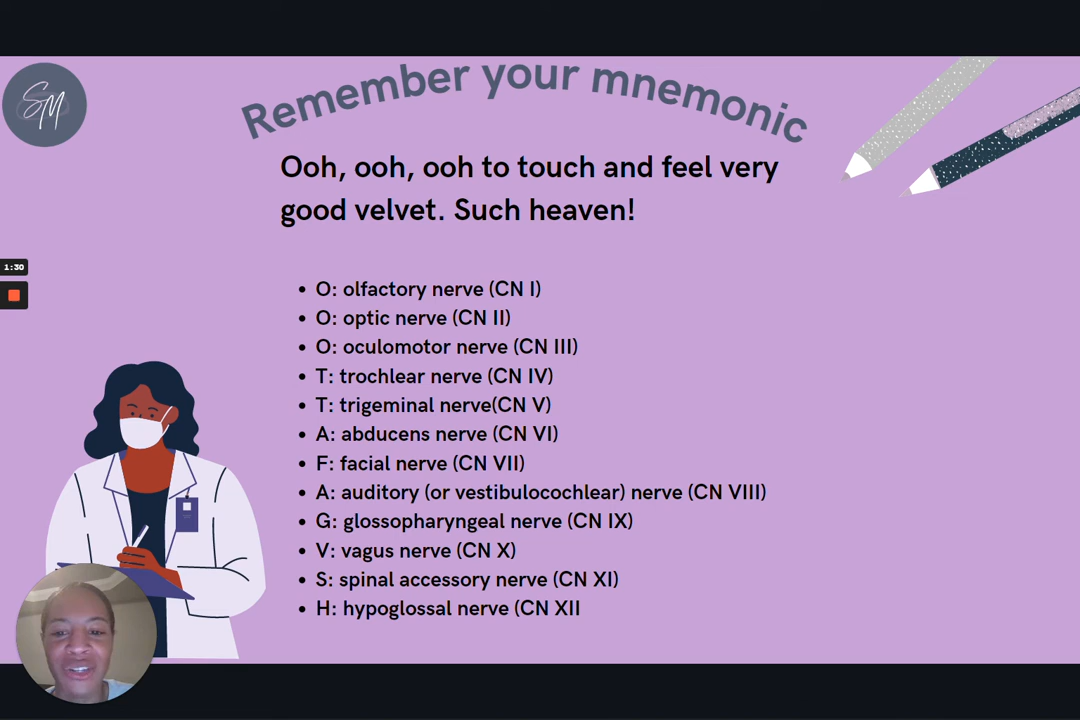 SM
Remember your mnemonic
Ooh, ooh, ooh to touch and feel very
good velvet. Such heaven!
1:30
• O: olfactory nerve (CN I)
• O: optic nerve (CN II)
• O: oculomotor nerve (CN III)
• T: trochlear nerve (CN IV)
• T: trigeminal nerve(CN V)
• A: abducens nerve (CN VI)
• F: facial nerve (CN VII)
• A: auditory (or vestibulocochlear) nerve (CN VIII)
• G: glossopharyngeal nerve (CN IX)
• V: vagus nerve (CN X)
• S: spinal accessory nerve (CN XI)
• H: hypoglossal nerve (CN XII